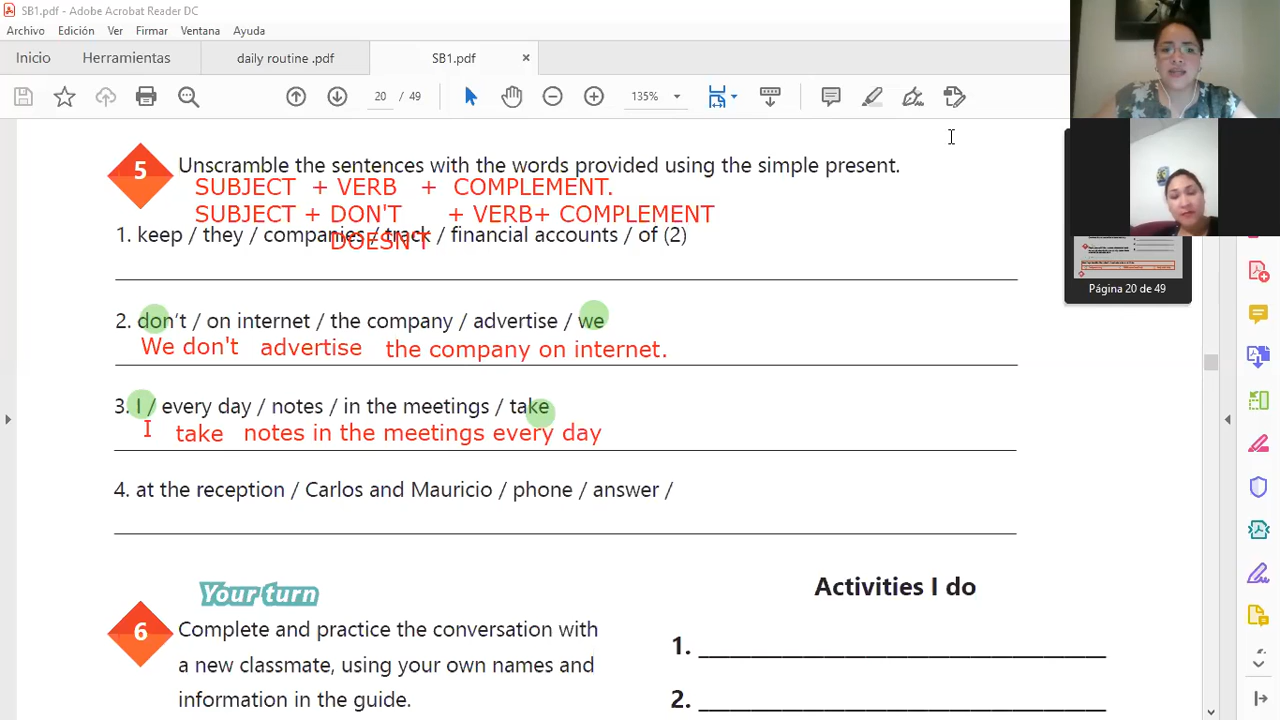 SB1.pdf - Adobe Acrobat Reader DC
Archivo Edición Ver Firmar Ventana Ayuda
Inicio Herramientas daily routine .pdf SB1.pdf ×
20 / 49 135%
5 Unscramble the sentences with the words provided using the simple present.
SUBJECT + VERB + COMPLEMENT.
SUBJECT + DON'T + VERB+ COMPLEMENT
DOESN'T
1. keep / they / companies / track / financial accounts / of (2)
2. don't / on internet / the company / advertise / we
We don't advertise the company on internet.
3. I / every day / notes / in the meetings / take
I take notes in the meetings every day
4. at the reception / Carlos and Mauricio / phone / answer /
Página 20 de 49
Your turn
6 Complete and practice the conversation with
a new classmate, using your own names and
information in the guide.
Activities I do
1.
2.